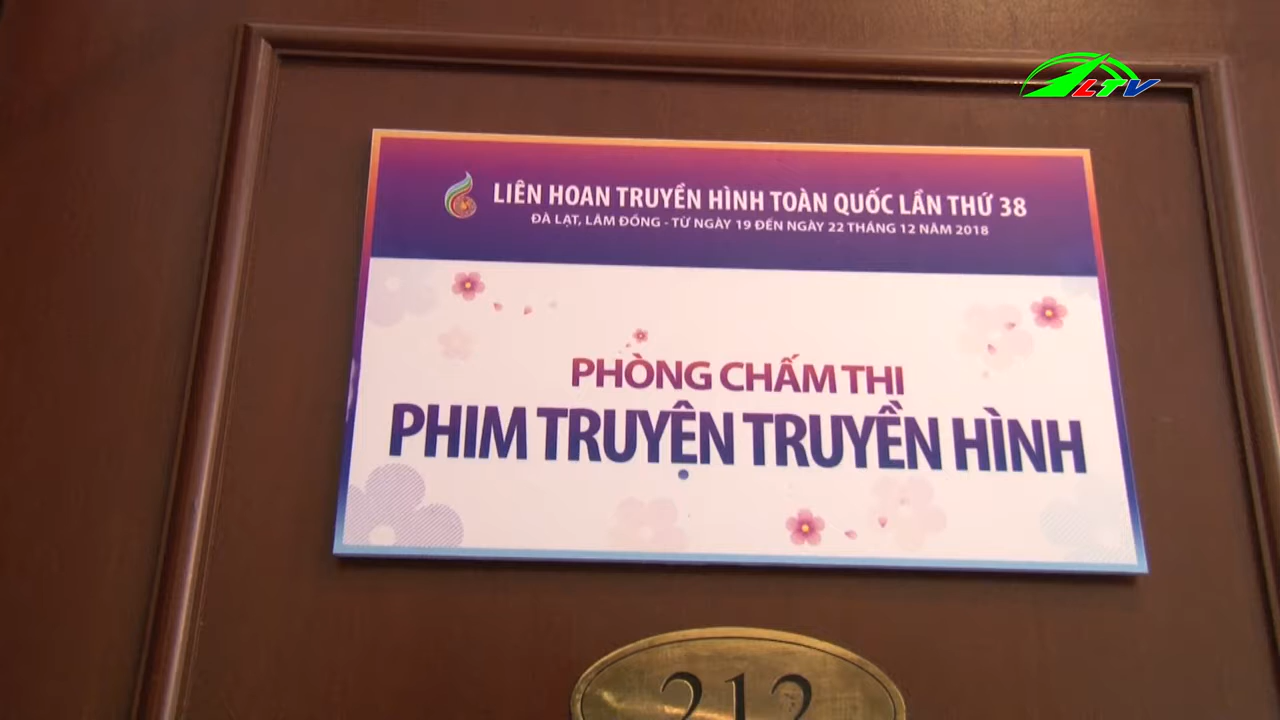 LTV
LIÊN HOAN TRUYỀN HÌNH TOÀN QUỐC LẦN THỨ 38
ĐÀ LẠT, LÂM ĐỒNG - TỪ NGÀY 19 ĐẾN NGÀY 22 THÁNG 12 NĂM 2018
PHÒNG CHẤM THI
PHIM TRUYỆN TRUYỀN HÌNH
212